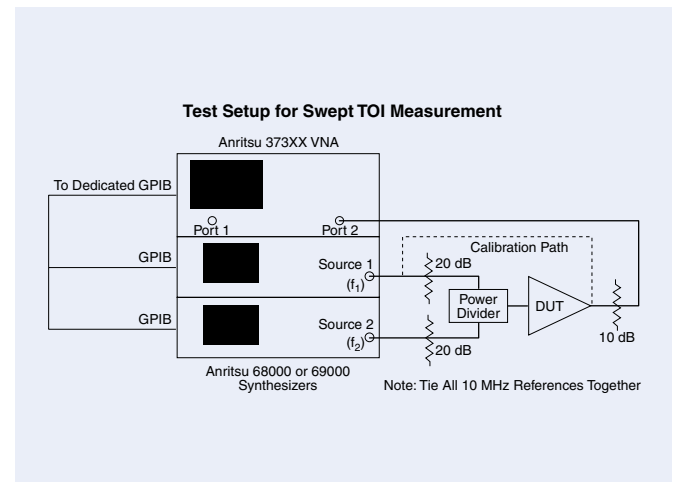 Test Setup for Swept TOI Measurement
Anritsu 373XX VNA
To Dedicated GPIB
Port 1
Port 2
GPIB
Source 1
(f₁)
Calibration Path
20 dB
Power
Divider
DUT
10 dB
GPIB
Source 2
(f₂)
20 dB
Anritsu 68000 or 69000
Synthesizers
Note: Tie All 10 MHz References Together